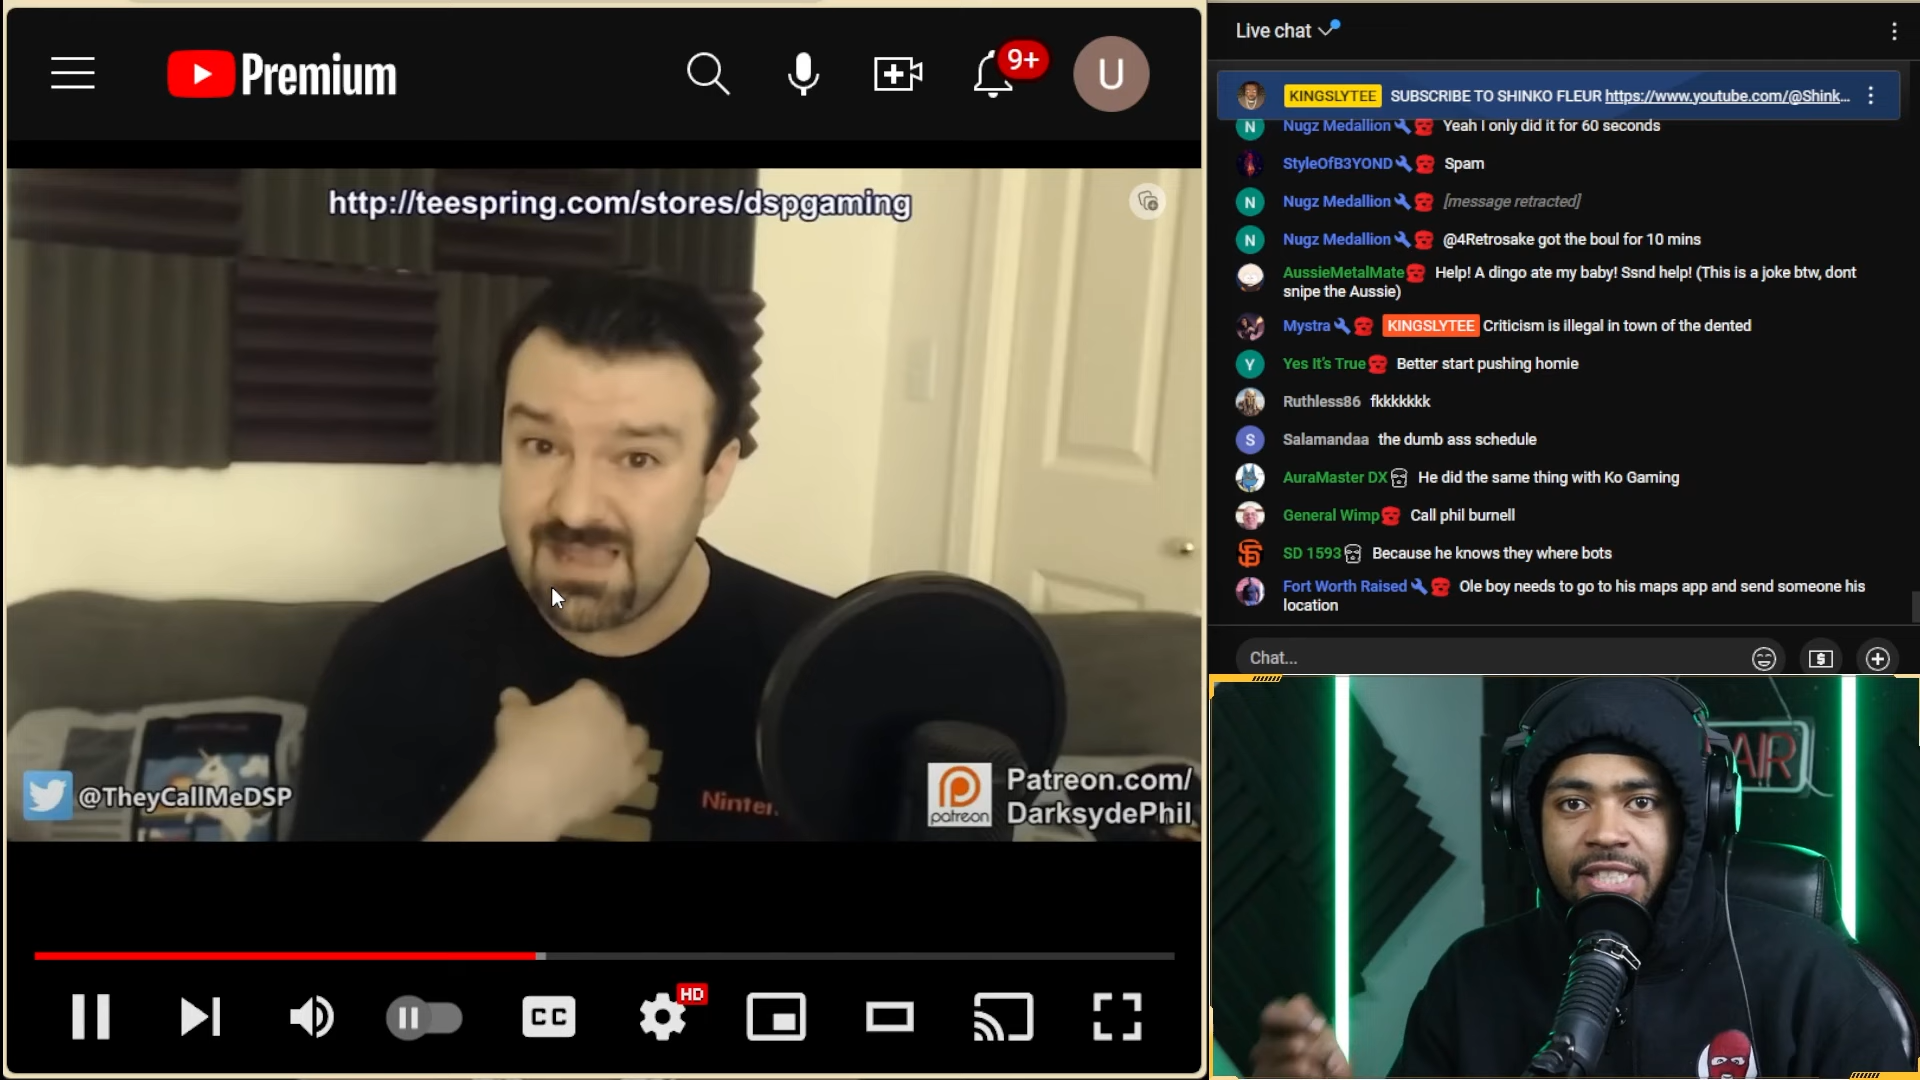 Premium
9+
U
http://teespring.com/stores/dspgaming
Ninten
@TheyCallMeDSP
patreon
Patreon.com/
DarksydePhil
CC
HD
Live chat
KINGSLYTEE SUBSCRIBE TO SHINKO FLEUR https://www.youtube.com/@Shink...
N Nugz Medallion Yeah I only did it for 60 seconds
StyleOfB3YOND Spam
N Nugz Medallion [message retracted]
N Nugz Medallion @4Retrosake got the boul for 10 mins
AussieMetalMate Help! A dingo ate my baby! Ssnd help! (This is a joke btw, dont
snipe the Aussie)
Mystra KINGSLYTEE Criticism is illegal in town of the dented
Y Yes It's True Better start pushing homie
Ruthless86 fkkkkkkk
S Salamandaa the dumb ass schedule
AuraMaster DX He did the same thing with Ko Gaming
General Wimp Call phil burnell
SF SD 1593 Because he knows they where bots
Fort Worth Raised Ole boy needs to go to his maps app and send someone his
location
Chat...
AIR